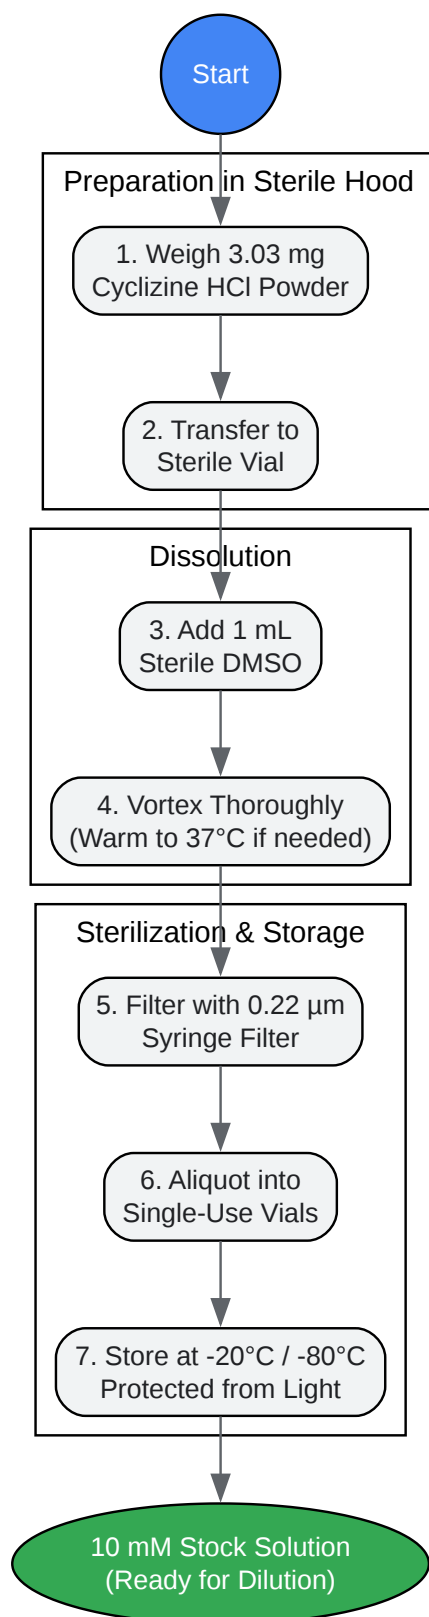 Start
Preparation in Sterile Hood
1. Weigh 3.03 mg
Cyclizine HCl Powder
2. Transfer to
Sterile Vial
Dissolution
3. Add 1 mL
Sterile DMSO
4. Vortex Thoroughly
(Warm to 37°C if needed)
Sterilization & Storage
5. Filter with 0.22 µm
Syringe Filter
6. Aliquot into
Single-Use Vials
7. Store at -20°C / -80°C
Protected from Light
10 mM Stock Solution
(Ready for Dilution)